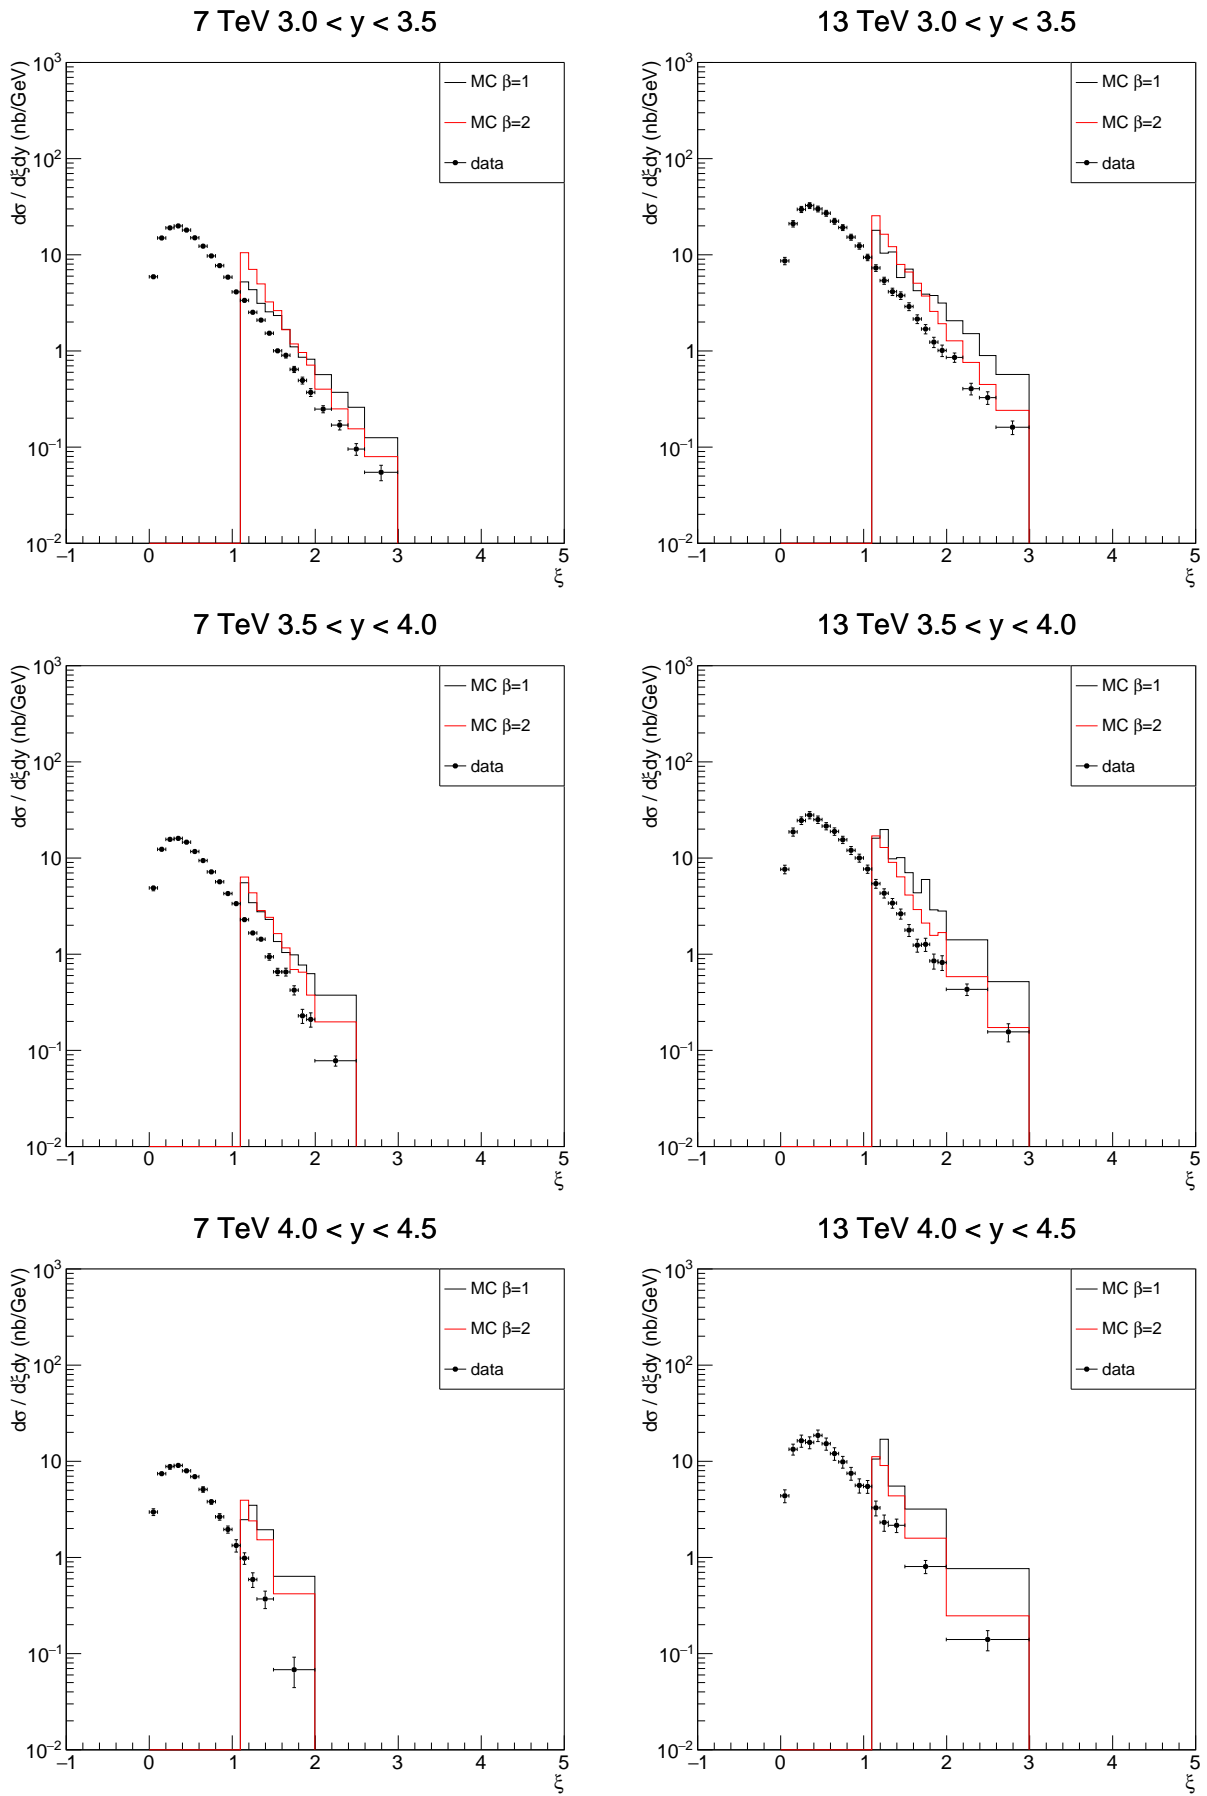 7 TeV 3.0 < y < 3.5
dσ / dξdy (nb/GeV)
10³
10²
10
1
10⁻¹
10⁻²
MC β=1
MC β=2
data
−1 0 1 2 3 4 5
ξ
13 TeV 3.0 < y < 3.5
dσ / dξdy (nb/GeV)
10³
10²
10
1
10⁻¹
10⁻²
MC β=1
MC β=2
data
−1 0 1 2 3 4 5
ξ
7 TeV 3.5 < y < 4.0
dσ / dξdy (nb/GeV)
10³
10²
10
1
10⁻¹
10⁻²
MC β=1
MC β=2
data
−1 0 1 2 3 4 5
ξ
13 TeV 3.5 < y < 4.0
dσ / dξdy (nb/GeV)
10³
10²
10
1
10⁻¹
10⁻²
MC β=1
MC β=2
data
−1 0 1 2 3 4 5
ξ
7 TeV 4.0 < y < 4.5
dσ / dξdy (nb/GeV)
10³
10²
10
1
10⁻¹
10⁻²
MC β=1
MC β=2
data
−1 0 1 2 3 4 5
ξ
13 TeV 4.0 < y < 4.5
dσ / dξdy (nb/GeV)
10³
10²
10
1
10⁻¹
10⁻²
MC β=1
MC β=2
data
−1 0 1 2 3 4 5
ξ